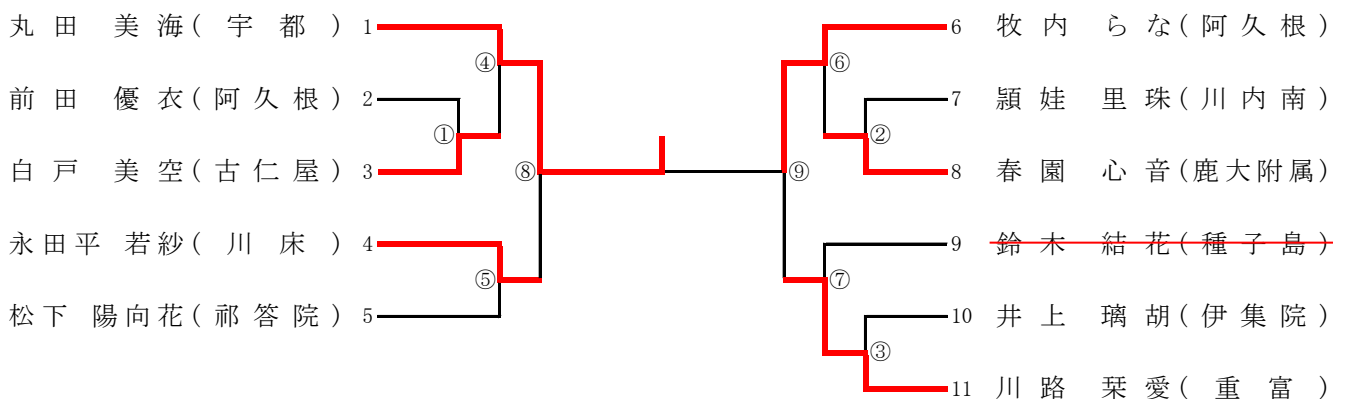 丸田 美海(宇都) 1
④
前田 優衣(阿久根) 2
①
白戸 美空(古仁屋) 3
⑧
永田平 若紗(川床) 4
⑤
松下 陽向花(祁答院) 5
6 牧内 らな(阿久根)
⑥
7 頴娃 里珠(川内南)
②
8 春園 心音(鹿大附属)
⑨
9 鈴木 結花(種子島)
⑦
10 井上 璃胡(伊集院)
③
11 川路 栞愛(重富)